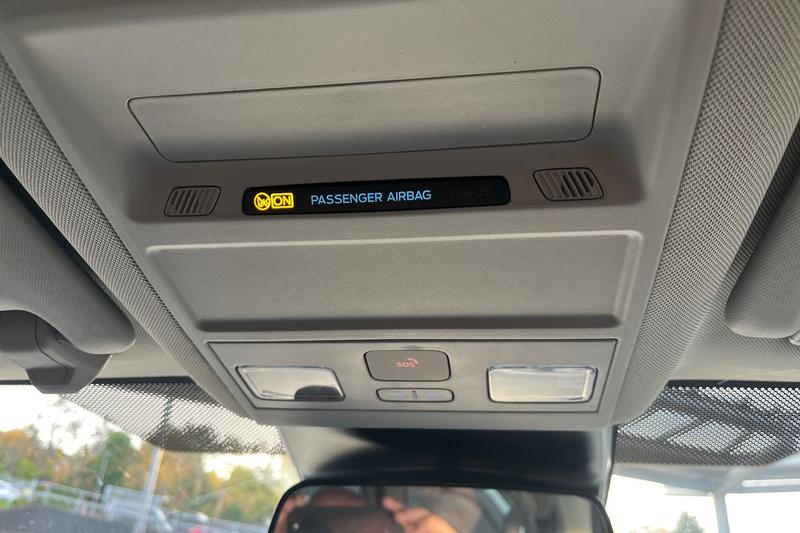 ON PASSENGER AIRBAG OFF
SOS